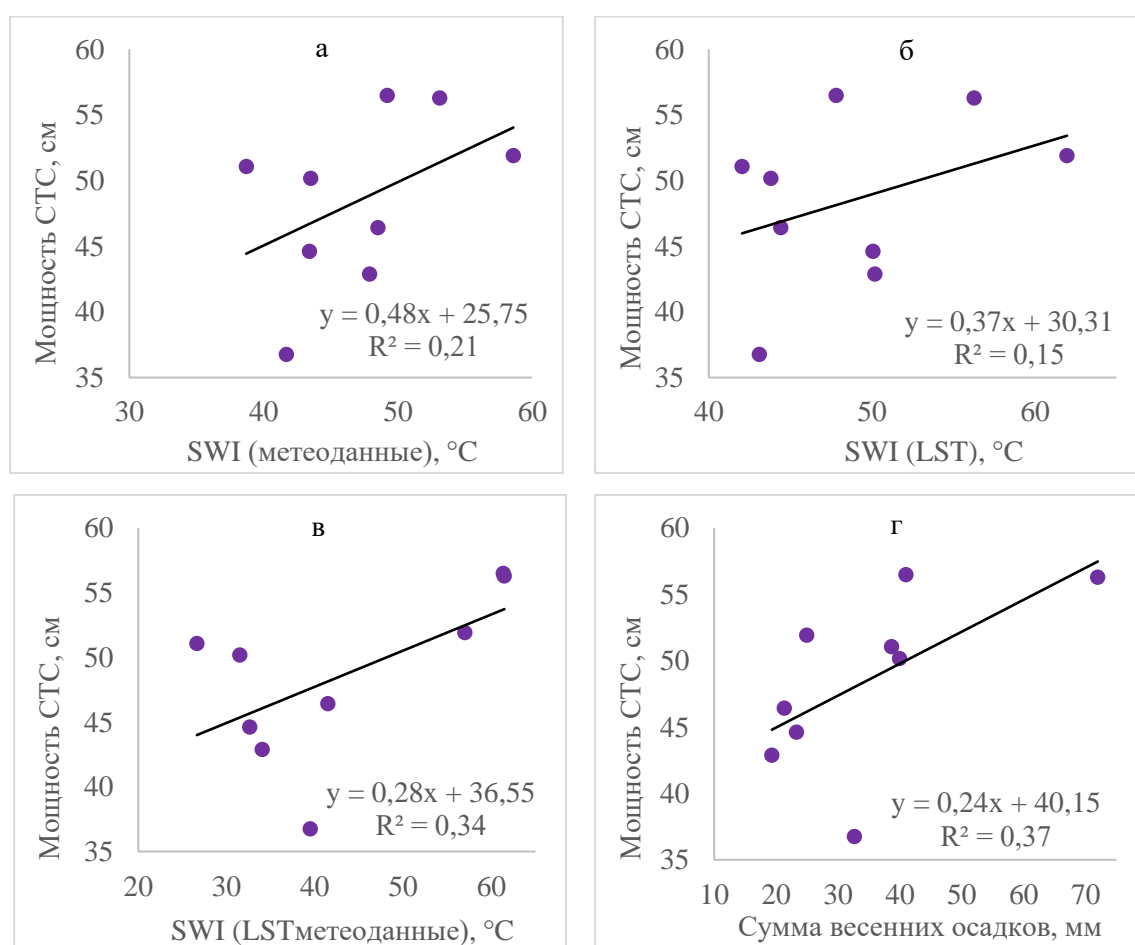 а
60
55
50
45
40
35
Мощность СТС, см
y = 0,48x + 25,75
R² = 0,21
30 40 50 60
SWI (метеоданные), °C
б
60
55
50
45
40
35
Мощность СТС, см
y = 0,37x + 30,31
R² = 0,15
40 50 60
SWI (LST), °C
в
60
55
50
45
40
35
Мощность СТС, см
y = 0,28x + 36,55
R² = 0,34
20 30 40 50 60
SWI (LSTметеоданные), °C
г
60
55
50
45
40
35
Мощность СТС, см
y = 0,24x + 40,15
R² = 0,37
10 20 30 40 50 60 70
Сумма весенних осадков, мм